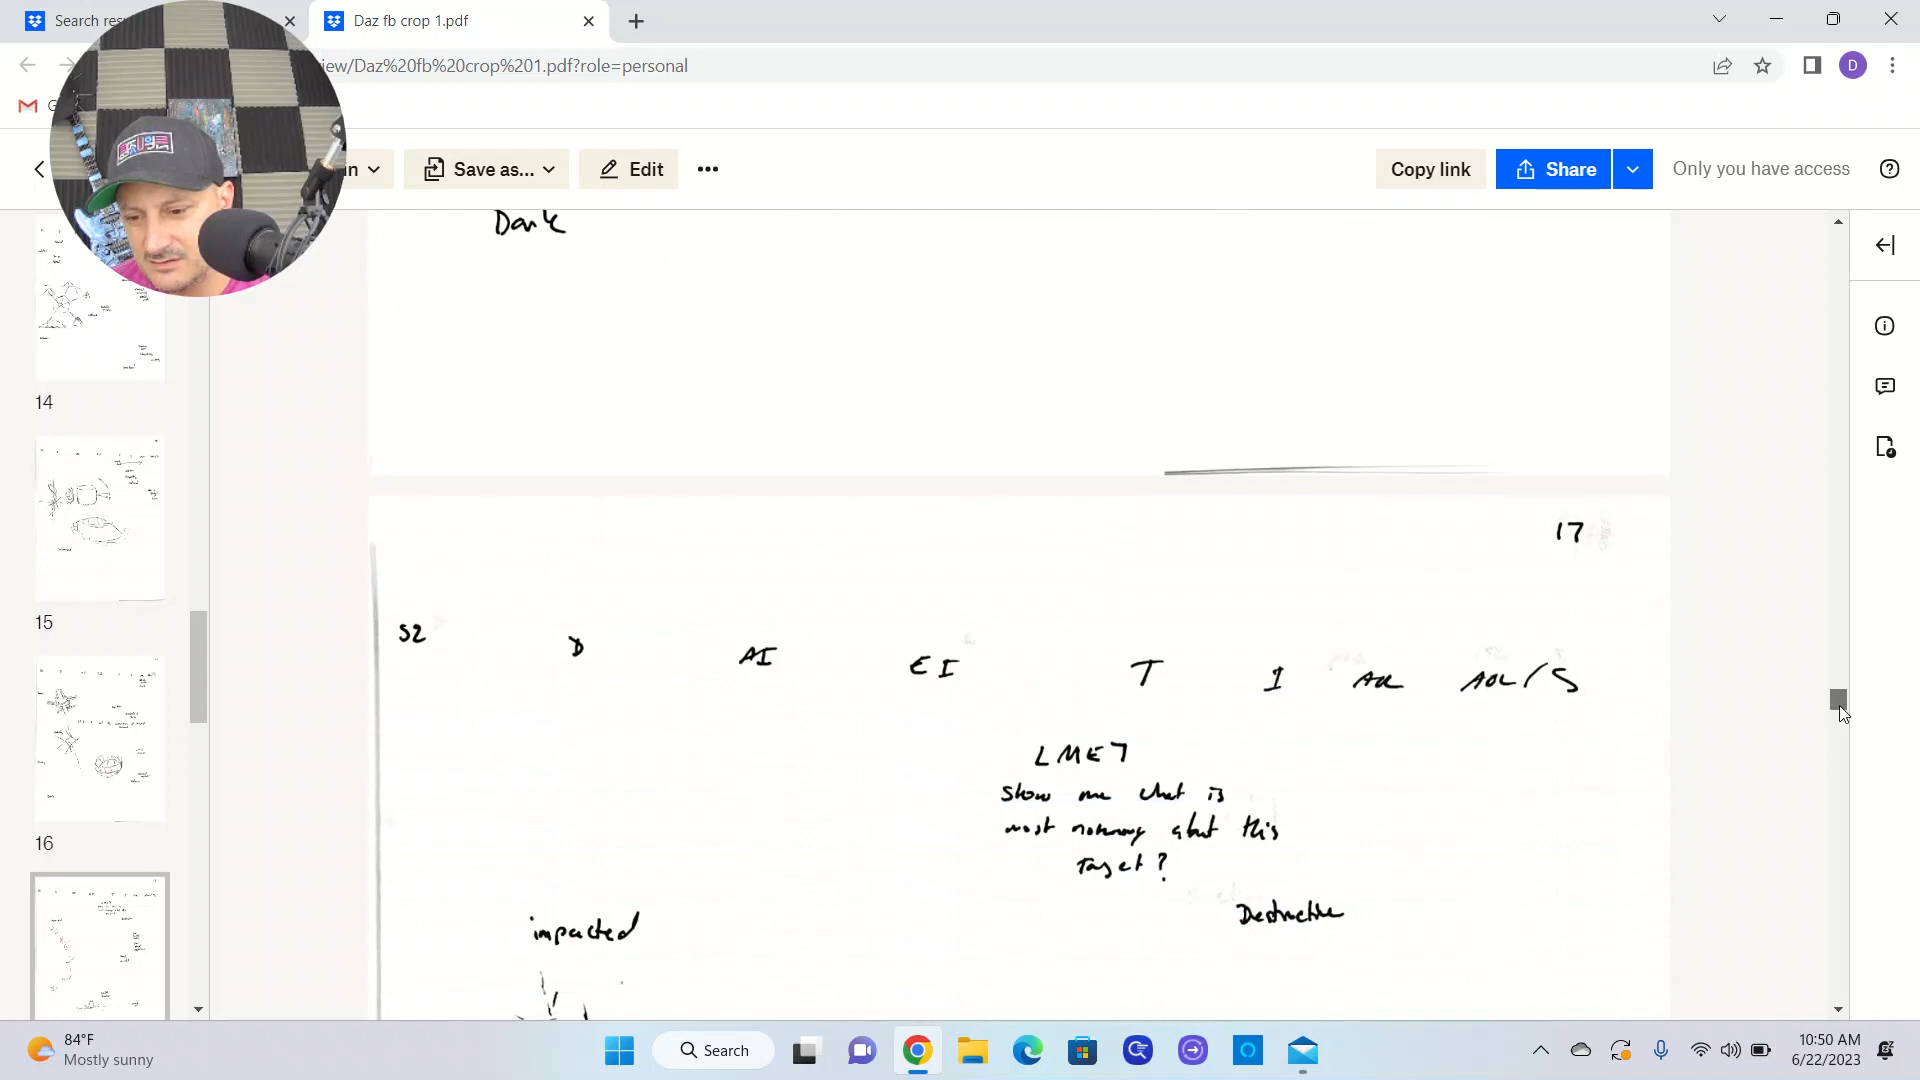 Search res
Daz fb crop 1.pdf
iew/Daz%20fb%20crop%201.pdf?role=personal
D
G
n
Save as...
Edit
Copy link
Share
Only you have access
Dark
14
15
16
17
S2 D AI EI T I AOL AOL/S
LMET
Show me what is
most about this
Target?
Destructive
impacted
84°F
Mostly sunny
Search
10:50 AM
6/22/2023